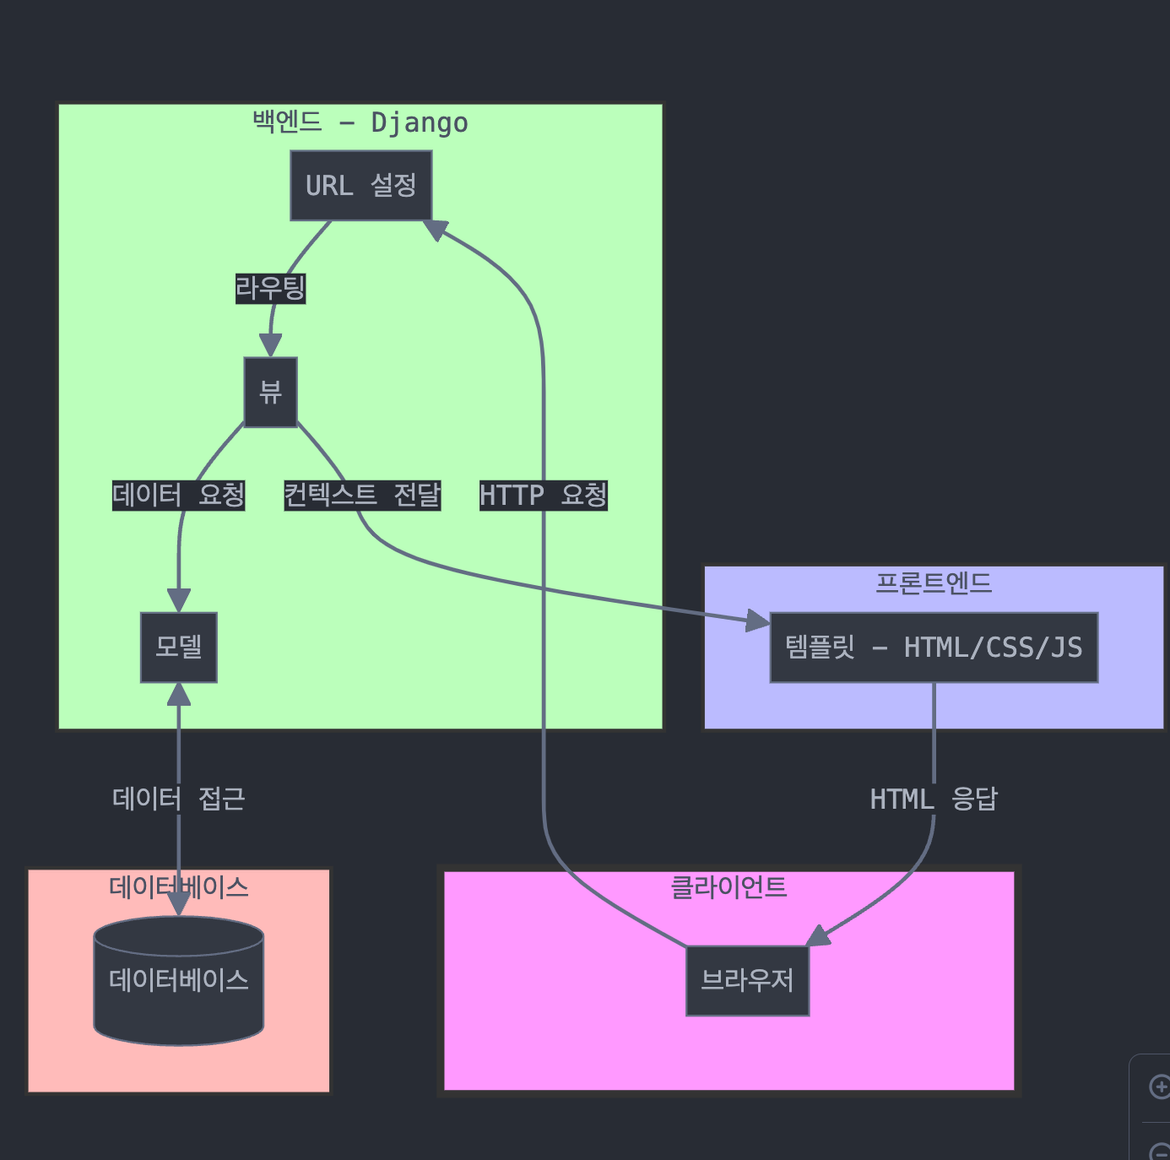 백엔드 - Django
URL 설정
라우팅
뷰
데이터 요청
컨텍스트 전달
HTTP 요청
프론트엔드
템플릿 - HTML/CSS/JS
모델
데이터 접근
HTML 응답
데이터베이스
데이터베이스
클라이언트
브라우저